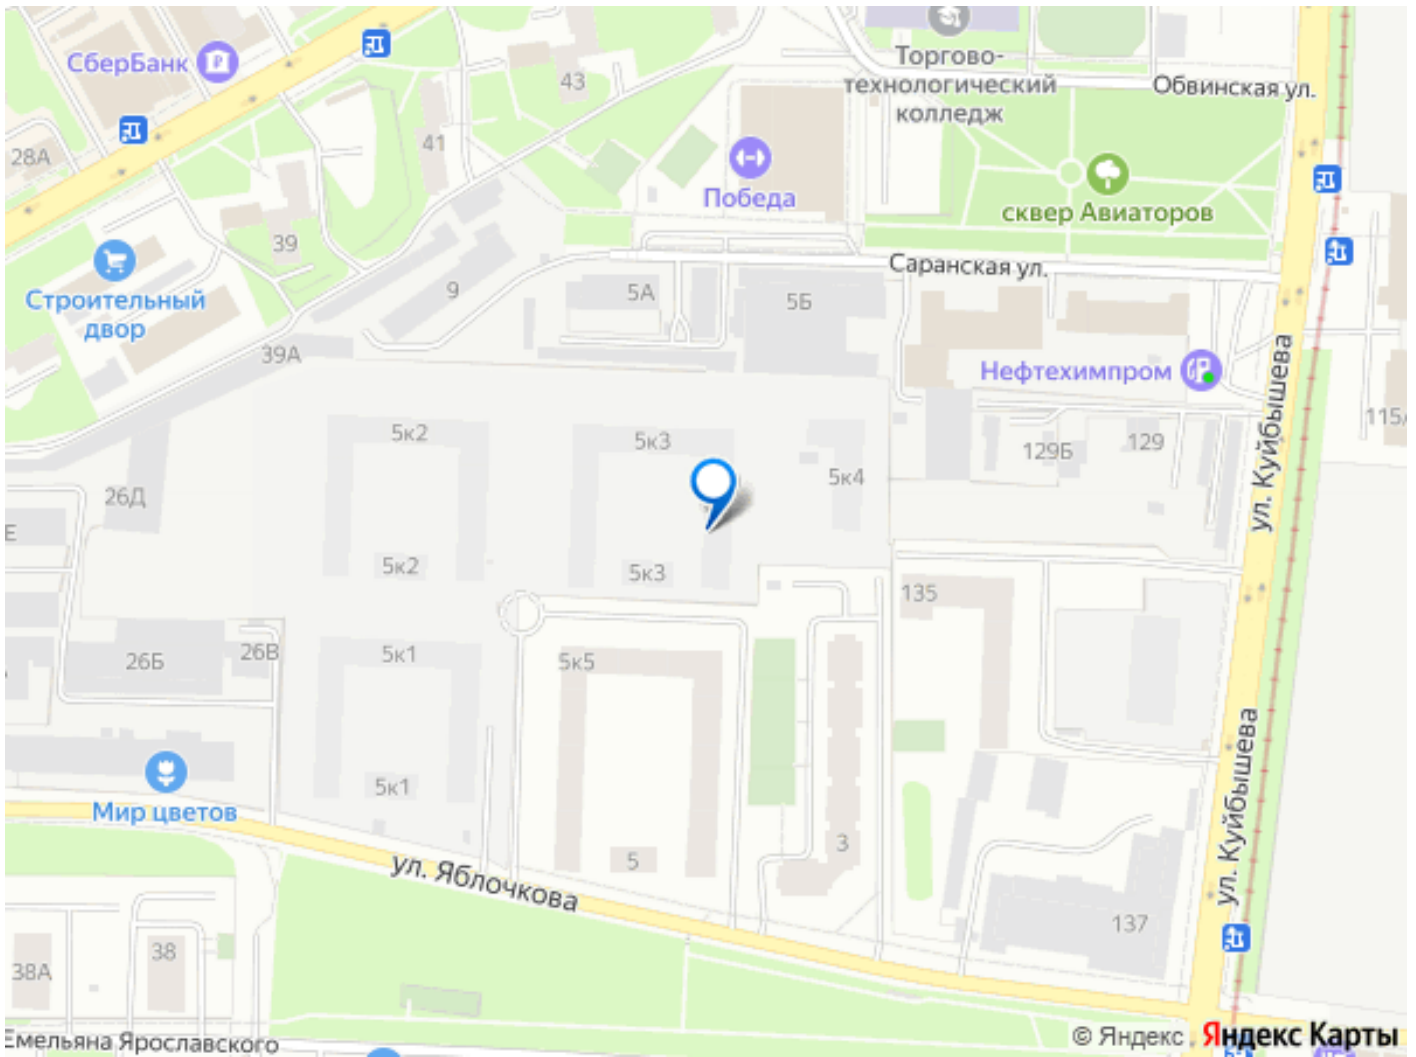 СберБанк
43
Торгово-
технологический
колледж
Обвинская ул.
28А
41
Победа
сквер Авиаторов
39
Саранская ул.
9
5А
5Б
Строительный
двор
39А
Нефтехимпром
ул. Куйбышева
115/
5к2
5к3
129Б
129
5к4
26Д
Е
5к2
5к3
135
26Б
26В
5к1
5к5
5к1
Мир цветов
ул. Куйбышева
5
3
ул. Яблочкова
137
38
38А
Емельяна Ярославского
© Яндекс
Яндекс Карты